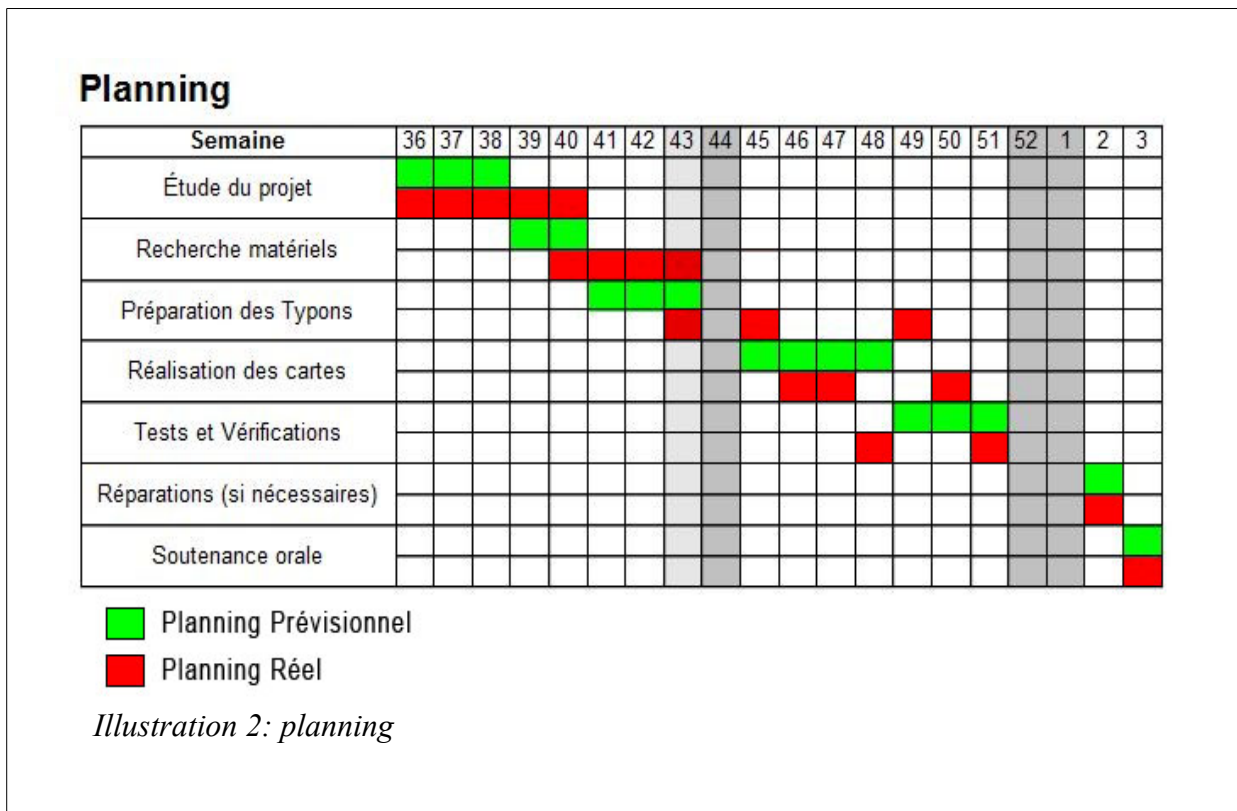 Planning
Semaine 36 37 38 39 40 41 42 43 44 45 46 47 48 49 50 51 52 1 2 3
Étude du projet
Recherche matériels
Préparation des Typons
Réalisation des cartes
Tests et Vérifications
Réparations (si nécessaires)
Soutenance orale
Planning Prévisionnel
Planning Réel
Illustration 2: planning